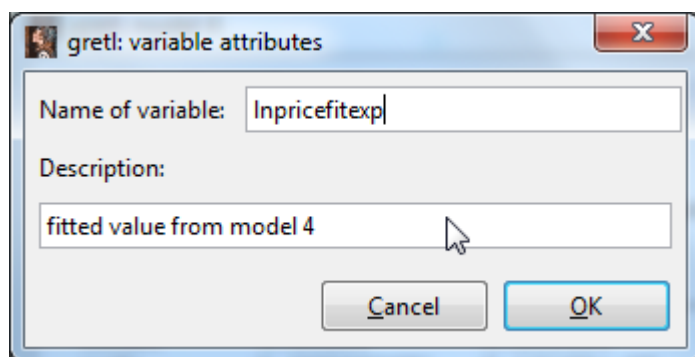 gretl: variable attributes
Name of variable: lnpricefitexp
Description:
fitted value from model 4
Cancel OK